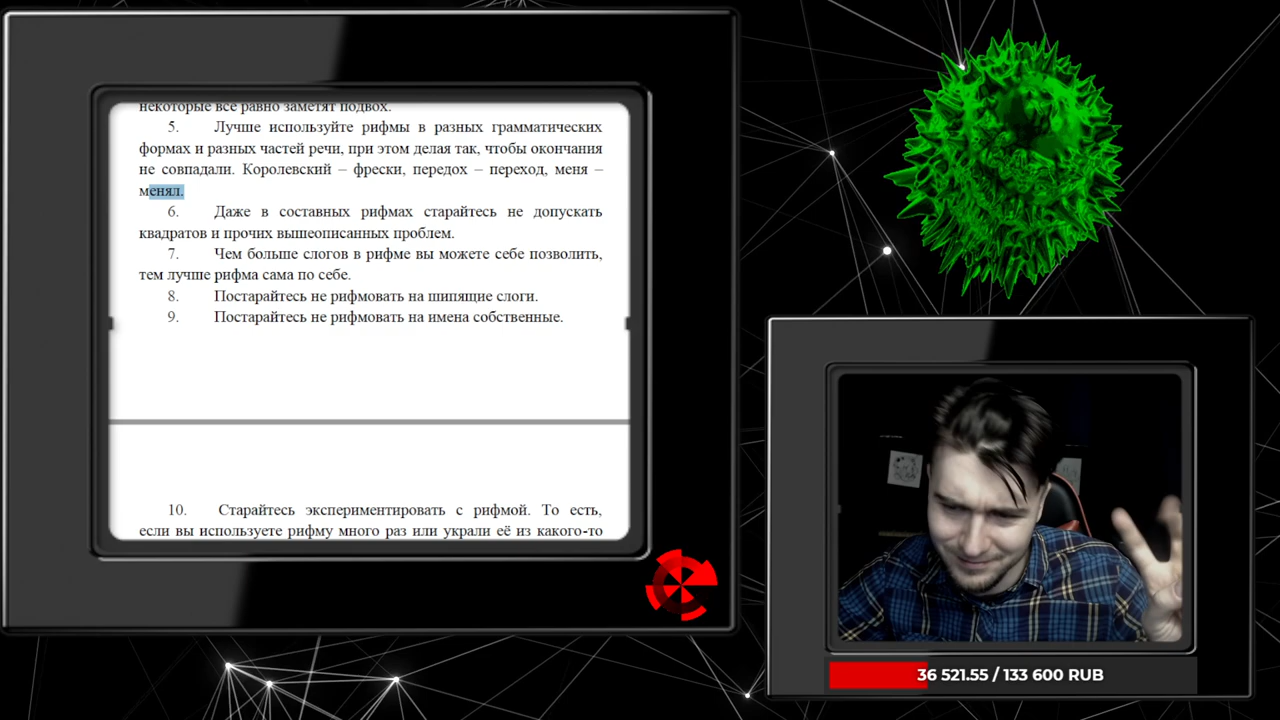 некоторые все равно заметят подвох.
5. Лучше используйте рифмы в разных грамматических
формах и разных частей речи, при этом делая так, чтобы окончания
не совпадали. Королевский – фрески, передох – переход, меня –
менял.
6. Даже в составных рифмах старайтесь не допускать
квадратов и прочих вышеописанных проблем.
7. Чем больше слогов в рифме вы можете себе позволить,
тем лучше рифма сама по себе.
8. Постарайтесь не рифмовать на шипящие слоги.
9. Постарайтесь не рифмовать на имена собственные.
10. Старайтесь экспериментировать с рифмой. То есть,
если вы используете рифму много раз или украли её из какого-то
36 521.55 / 133 600 RUB